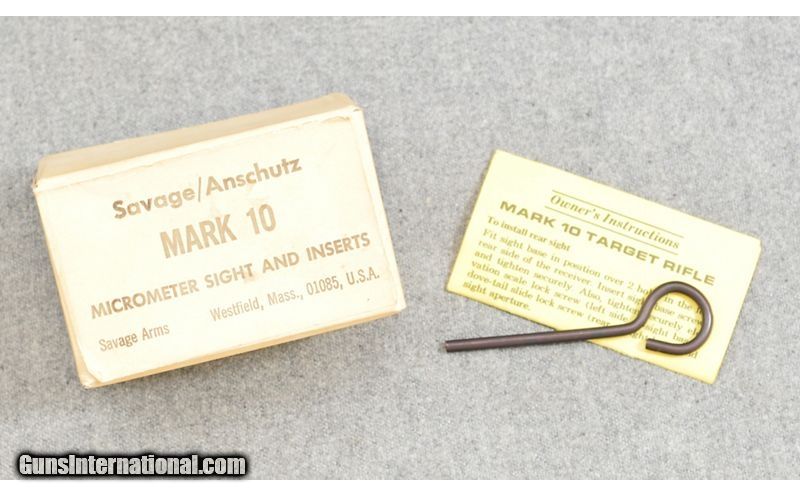 Savage/Anschutz
MARK 10
MICROMETER SIGHT AND INSERTS
Savage Arms Westfield, Mass., 01085, U.S.A.
Owner's Instructions
MARK 10 TARGET RIFLE
To install rear sight
Fit sight base in position over 2 in the
rear side of the receiver. Insert base
and tighten securely. Also, securely
vation scale lock screw (left side sight
dove-tail slide lock screw
sight aperture.
GunsInternational.com